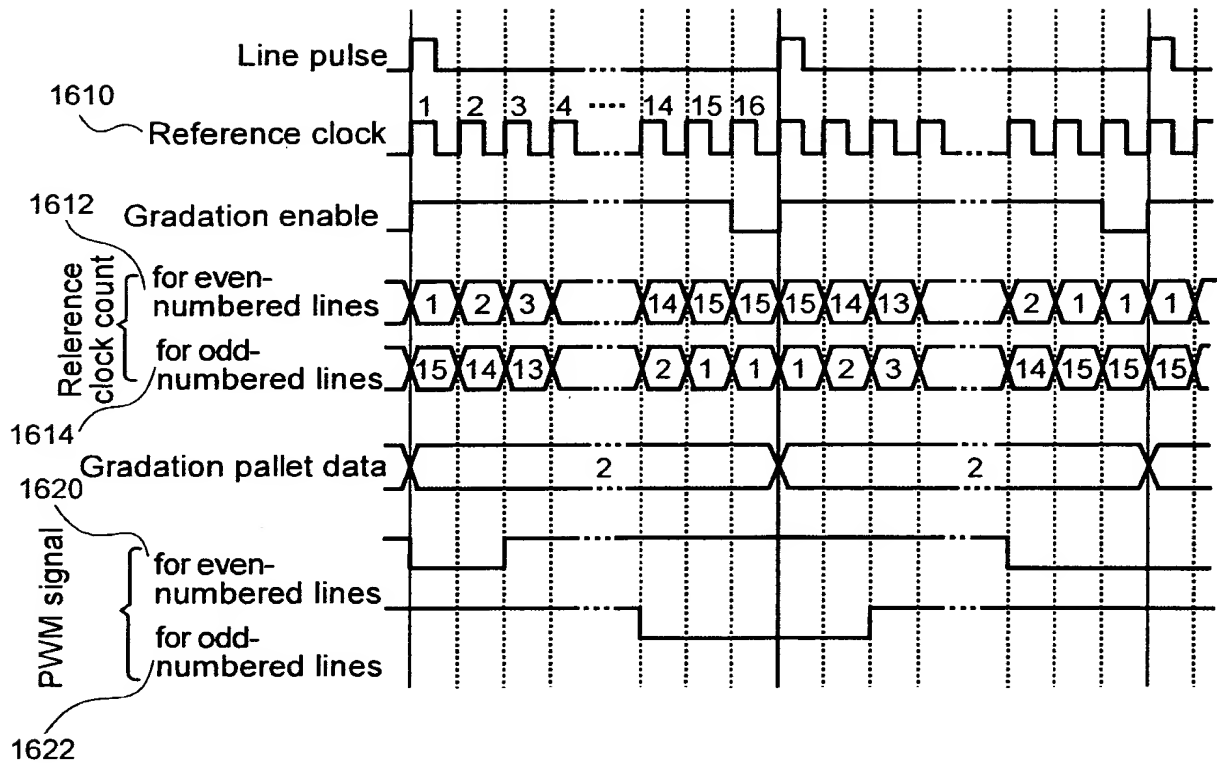 Line pulse
1610
1 2 3 4 ···· 14 15 16
Reference clock
1612
Gradation enable
Relerence clock count
for even-
numbered lines
1 2 3 14 15 15 15 14 13 2 1 1 1
for odd-
numbered lines
15 14 13 2 1 1 1 2 3 14 15 15 15
1614
Gradation pallet data
2 2
1620
PWM signal
for even-
numbered lines
for odd-
numbered lines
1622